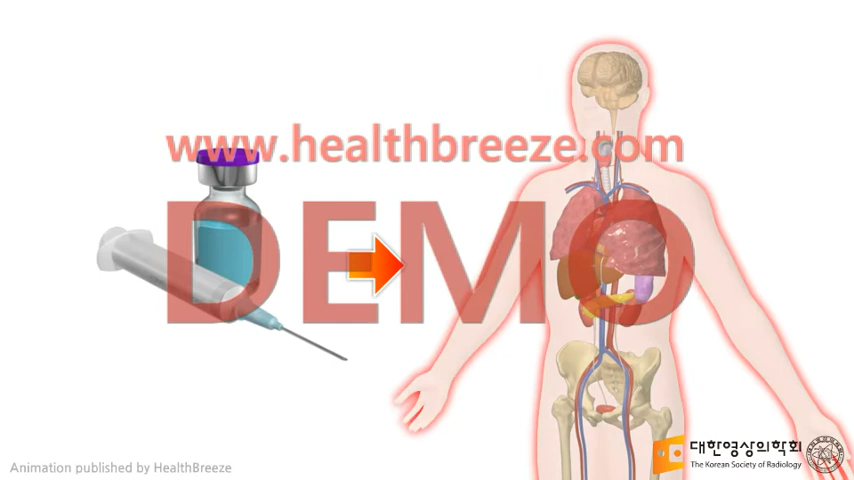 www.healthbreeze.com
DEMO
대한영상의학회
The Korean Society of Radiology
Animation published by HealthBreeze